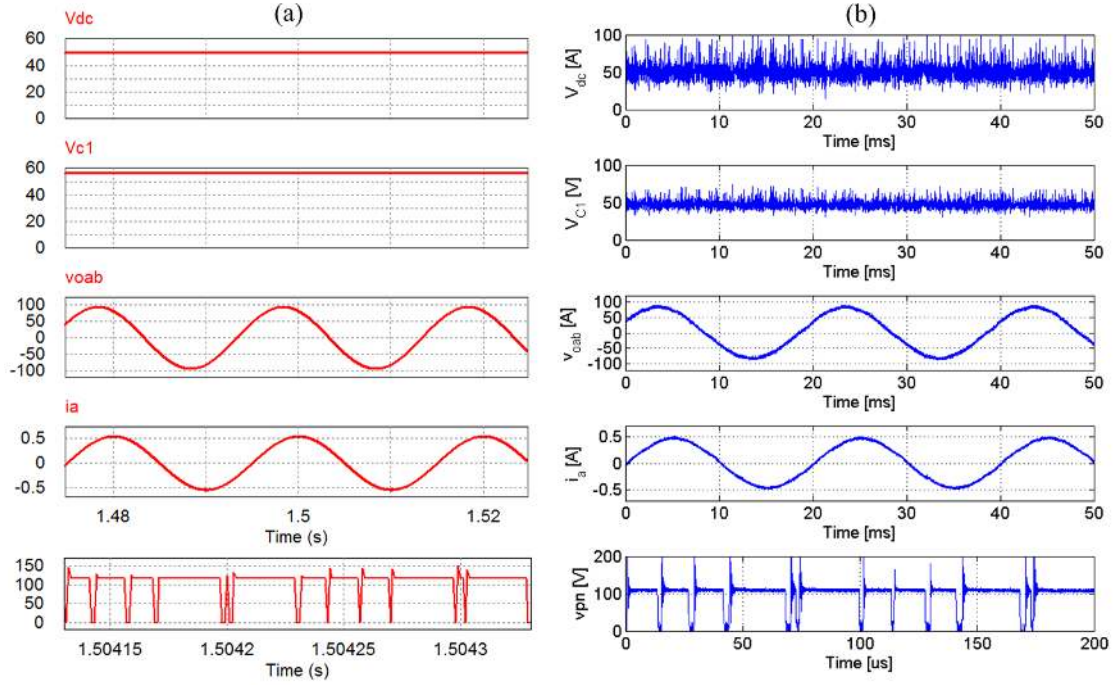 (a)
Vdc
60
40
20
0
Vc1
60
40
20
0
voab
100
50
0
-50
-100
ia
0.5
0
-0.5
1.48 1.5 1.52
Time (s)
150
100
50
0
1.50415 1.5042 1.50425 1.5043
Time (s)
(b)
V_dc [A]
100
50
0
0 10 20 30 40 50
Time [ms]
V_C1 [V]
100
50
0
0 10 20 30 40 50
Time [ms]
v_oab [A]
100
50
0
-50
-100
0 10 20 30 40 50
Time [ms]
i_a [A]
0.5
0
-0.5
0 10 20 30 40 50
Time [ms]
vpn [V]
200
100
0
0 50 100 150 200
Time [us]